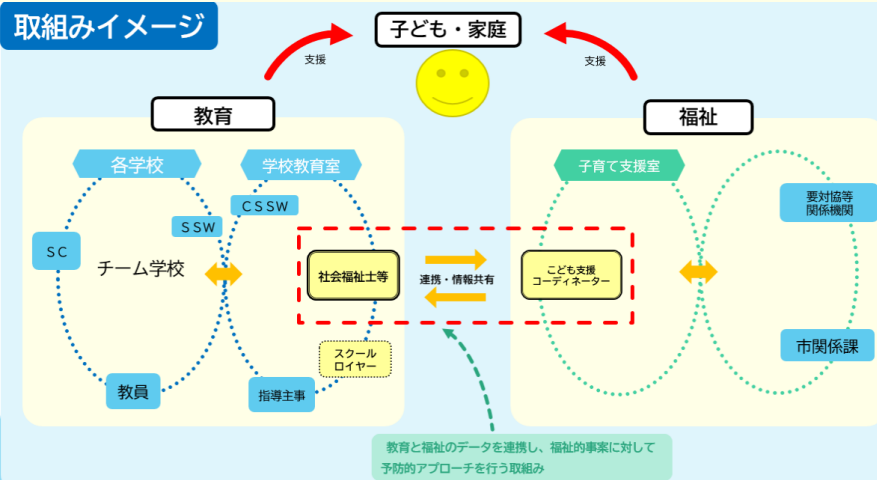 取組みイメージ
子ども・家庭
支援
支援
教育
福祉
各学校
学校教育室
子育て支援室
CSSW
要対協等
関係機関
SSW
SC
チーム学校
社会福祉士等
連携・情報共有
こども支援
コーディネーター
スクール
ロイヤー
市関係課
教員
指導主事
教育と福祉のデータを連携し、福祉的事案に対して
予防的アプローチを行う取組み